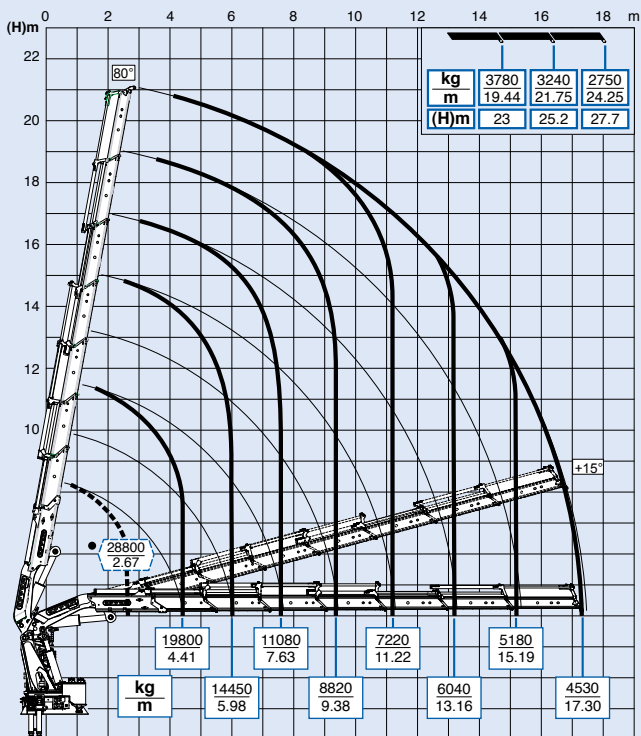 0 2 4 6 8 10 12 14 16 18 m
(H)m
22
20
18
16
14
12
10
80°
kg 3780 3240 2750
m 19.44 21.75 24.25
(H)m 23 25.2 27.7
+15°
28800
2.67
19800 11080 7220 5180
4.41 7.63 11.22 15.19
kg 14450 8820 6040 4530
m 5.98 9.38 13.16 17.30